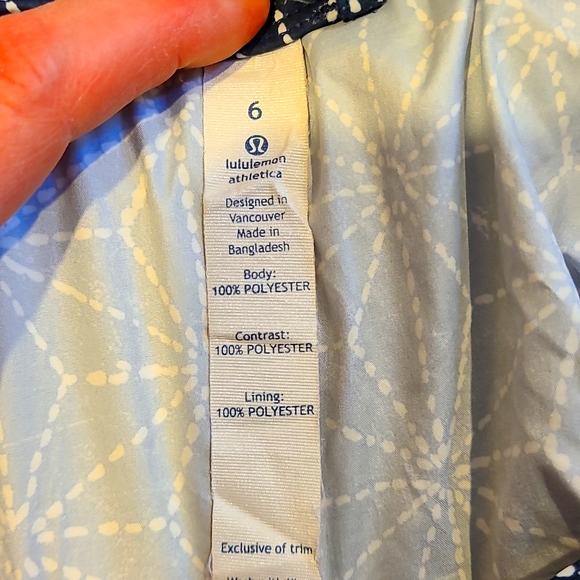 6
lululemon
athletica
Designed in
Vancouver
Made in
Bangladesh
Body:
100% POLYESTER
Contrast:
100% POLYESTER
Lining:
100% POLYESTER
Exclusive of trim